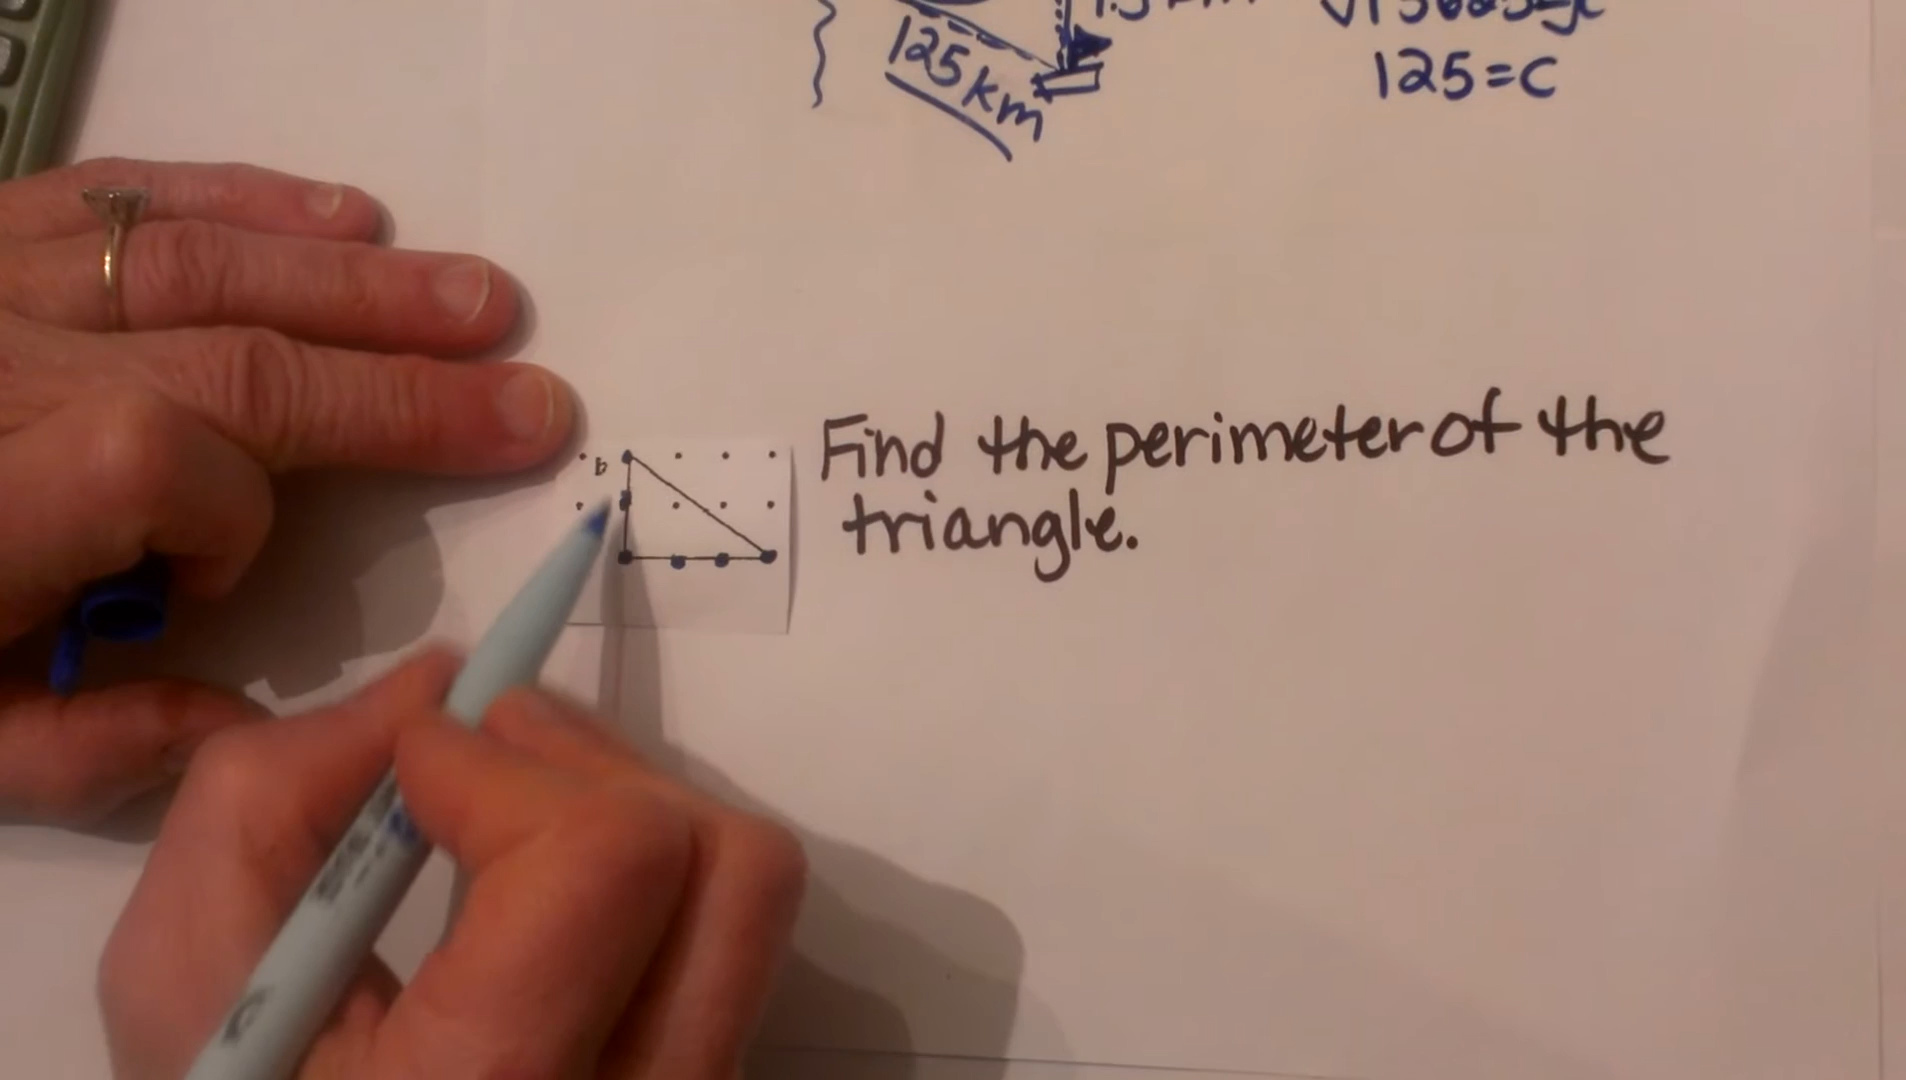 125 km
125=C
b
Find the perimeter of the
triangle.